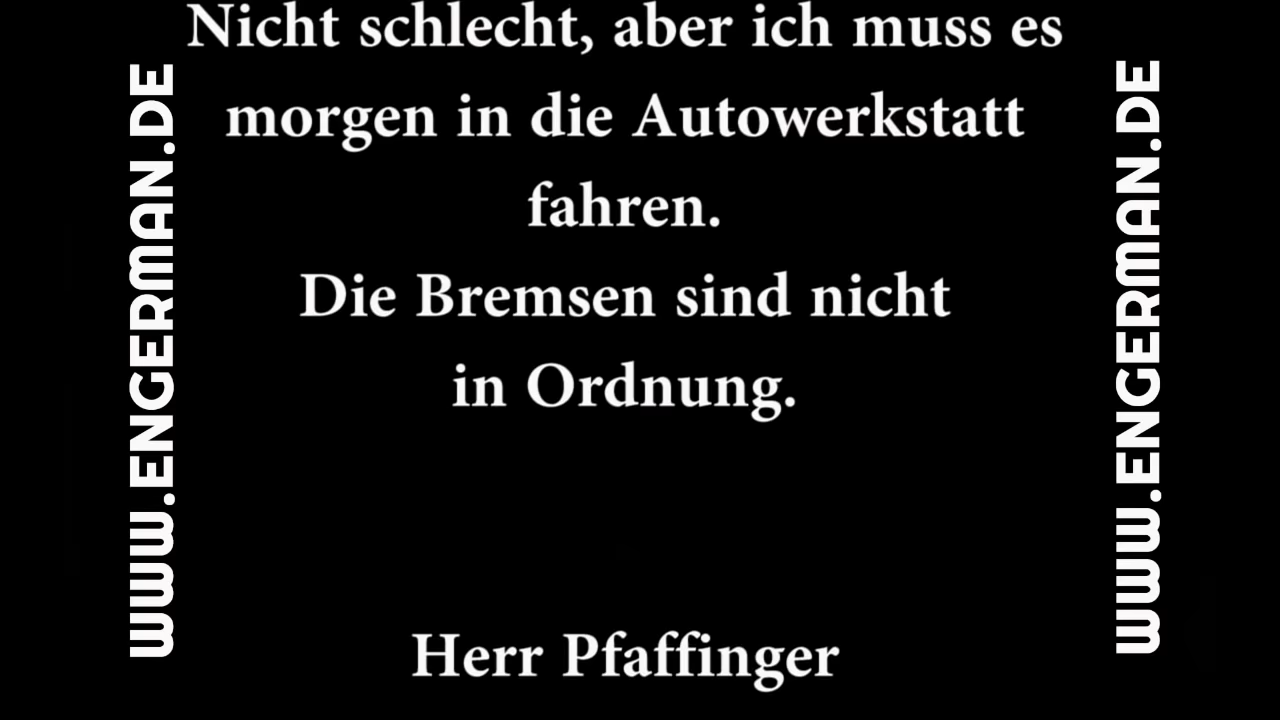 Nicht schlecht, aber ich muss es
morgen in die Autowerkstatt
fahren.
Die Bremsen sind nicht
in Ordnung.
Herr Pfaffinger
WWW.ENGERMAN.DE
WWW.ENGERMAN.DE